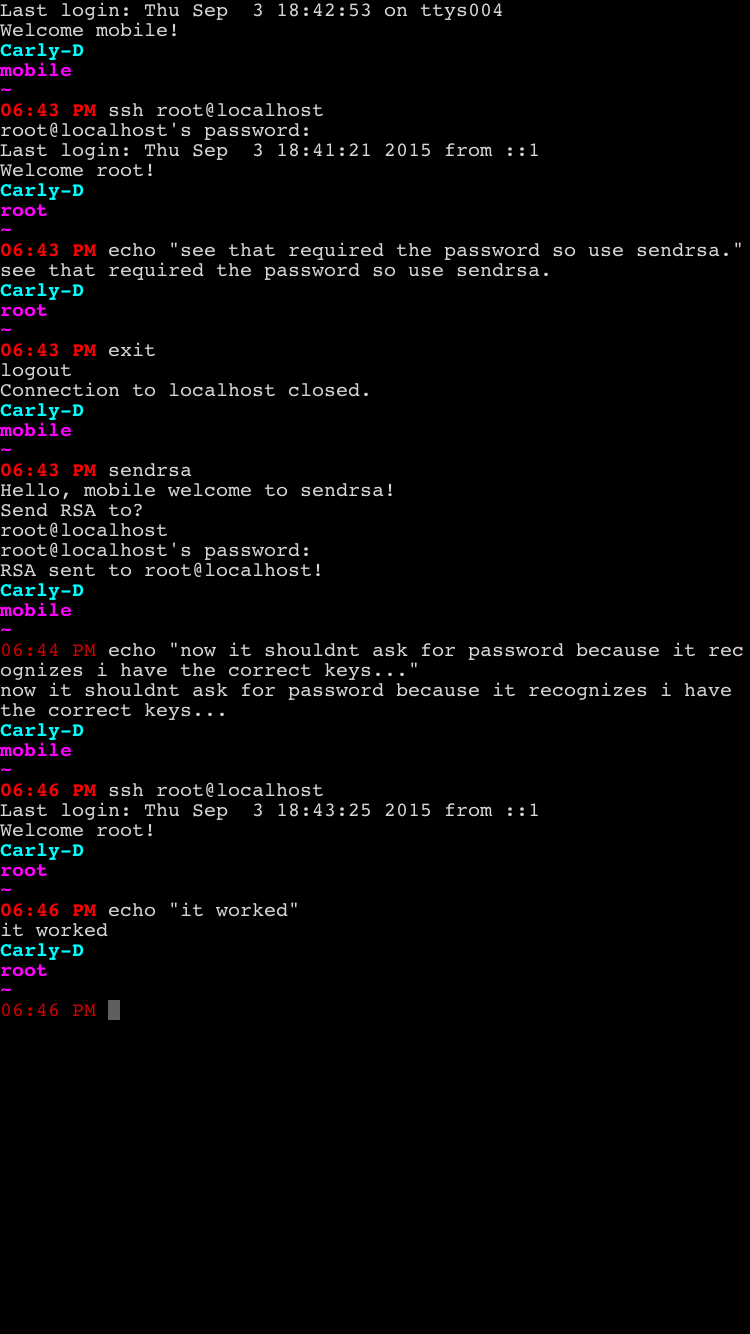 Last login: Thu Sep  3 18:42:53 on ttys004
Welcome mobile!
Carly-D
mobile
~
06:43 PM ssh root@localhost
root@localhost's password:
Last login: Thu Sep  3 18:41:21 2015 from ::1
Welcome root!
Carly-D
root
~
06:43 PM echo "see that required the password so use sendrsa."
see that required the password so use sendrsa.
Carly-D
root
~
06:43 PM exit
logout
Connection to localhost closed.
Carly-D
mobile
~
06:43 PM sendrsa
Hello, mobile welcome to sendrsa!
Send RSA to?
root@localhost
root@localhost's password:
RSA sent to root@localhost!
Carly-D
mobile
~
06:44 PM echo "now it shouldnt ask for password because it rec
ognizes i have the correct keys..."
now it shouldnt ask for password because it recognizes i have
the correct keys...
Carly-D
mobile
~
06:46 PM ssh root@localhost
Last login: Thu Sep  3 18:43:25 2015 from ::1
Welcome root!
Carly-D
root
~
06:46 PM echo "it worked"
it worked
Carly-D
root
~
06:46 PM